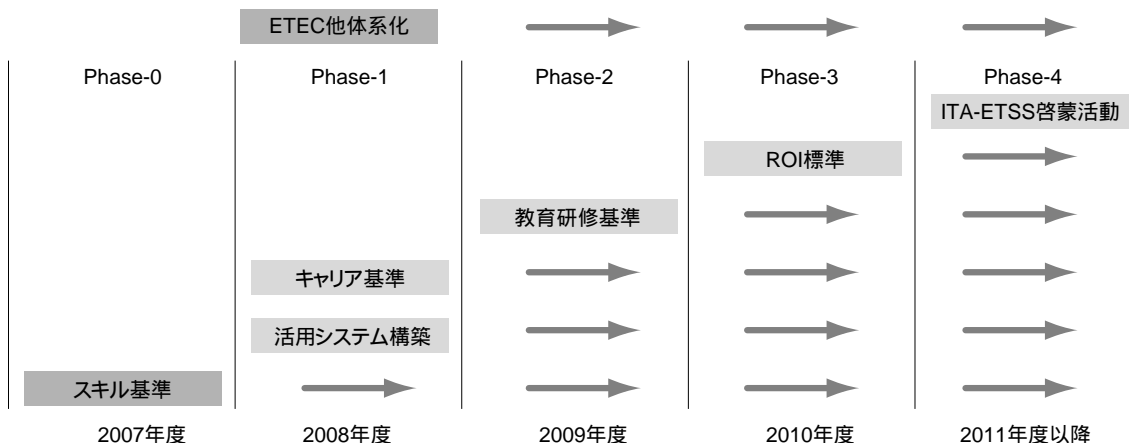 ETEC他体系化
Phase-0
Phase-1
Phase-2
Phase-3
Phase-4
ITA-ETSS啓蒙活動
ROI標準
教育研修基準
キャリア基準
活用システム構築
スキル基準
2007年度
2008年度
2009年度
2010年度
2011年度以降